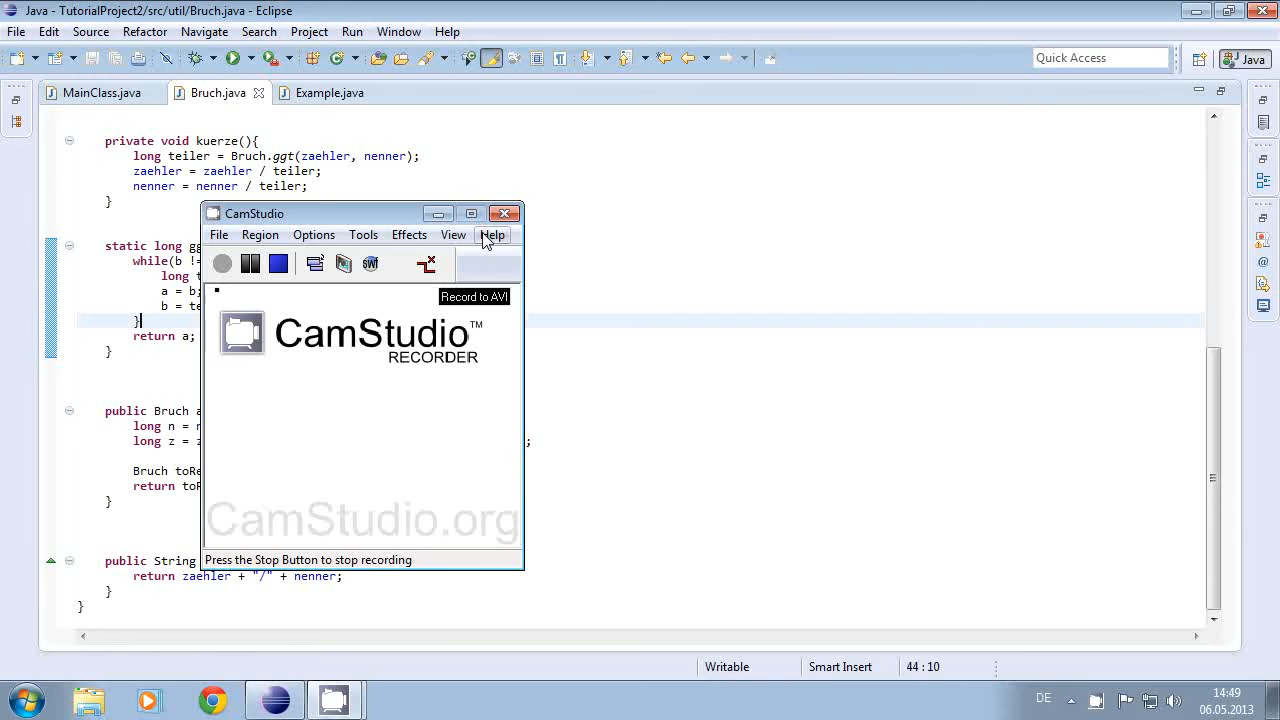 Java - TutorialProject2/src/util/Bruch.java - Eclipse
File Edit Source Refactor Navigate Search Project Run Window Help
Quick Access
Java
MainClass.java Bruch.java Example.java
private void kuerze(){
long teiler = Bruch.ggt(zaehler, nenner);
zaehler = zaehler / teiler;
nenner = nenner / teiler;
}
CamStudio
File Region Options Tools Effects View Help
static long
while(b
long
a = b
b =
}
return a;
}
Record to AVI
CamStudio™
RECORDER
public Bruch
long n =
long z = ;
Bruch
return
}
CamStudio.org
Press the Stop Button to stop recording
public String
return zaehler + "/" + nenner;
}
}
Writable Smart Insert 44 : 10
DE
14:49
06.05.2013